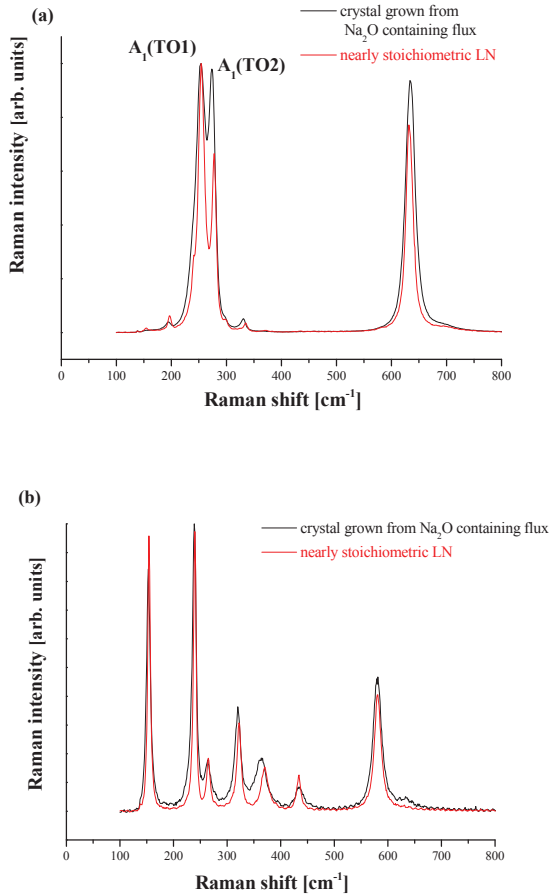 (a)
crystal grown from
Na₂O containing flux
nearly stoichiometric LN
A₁(TO1)
A₁(TO2)
Raman intensity [arb. units]
0 100 200 300 400 500 600 700 800
Raman shift [cm⁻¹]
(b)
crystal grown from Na₂O containing flux
nearly stoichiometric LN
Raman intensity [arb. units]
0 100 200 300 400 500 600 700 800
Raman shift [cm⁻¹]